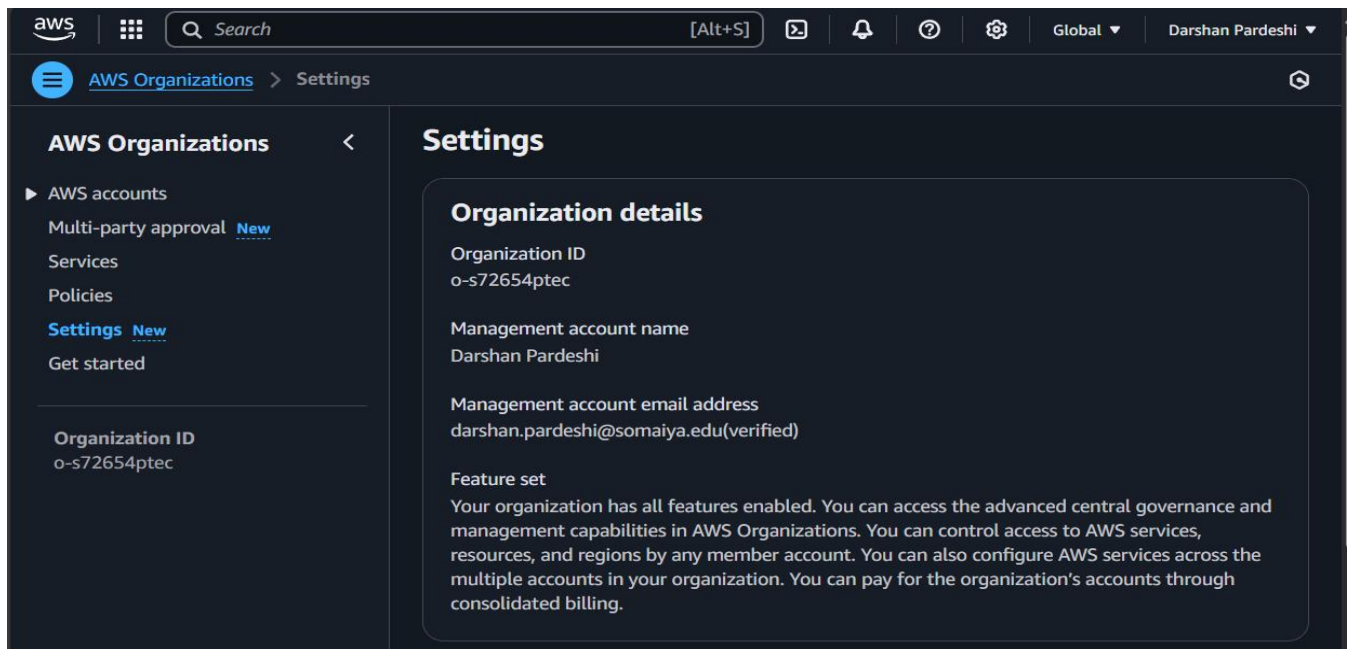 aws
Search [Alt+S] Global Darshan Pardeshi
AWS Organizations > Settings
AWS Organizations
AWS accounts
Multi-party approval New
Services
Policies
Settings New
Get started
Organization ID
o-s72654ptec
Settings
Organization details
Organization ID
o-s72654ptec
Management account name
Darshan Pardeshi
Management account email address
darshan.pardeshi@somaiya.edu(verified)
Feature set
Your organization has all features enabled. You can access the advanced central governance and
management capabilities in AWS Organizations. You can control access to AWS services,
resources, and regions by any member account. You can also configure AWS services across the
multiple accounts in your organization. You can pay for the organization's accounts through
consolidated billing.